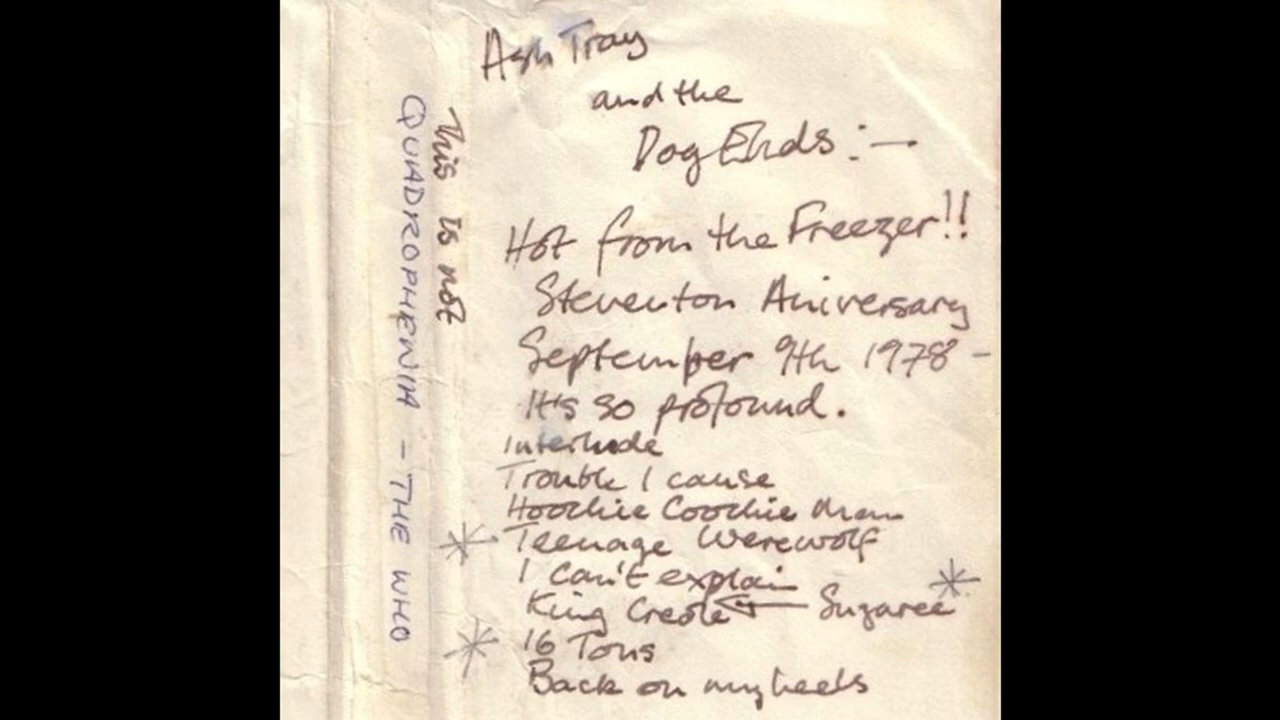 This is not
QUADROPHENIA - THE WHO
Ash Tray
and the
Dog Ends:-
Hot from the Freezer!!
Steventon Aniversary
September 9th 1978 -
It's so profound.
Interlude
Trouble I cause
Hoochie Coochie Man
* Teenage Werewolf
I can't explain
King Creole ← Sugaree *
* 16 Tons
Back on my heels